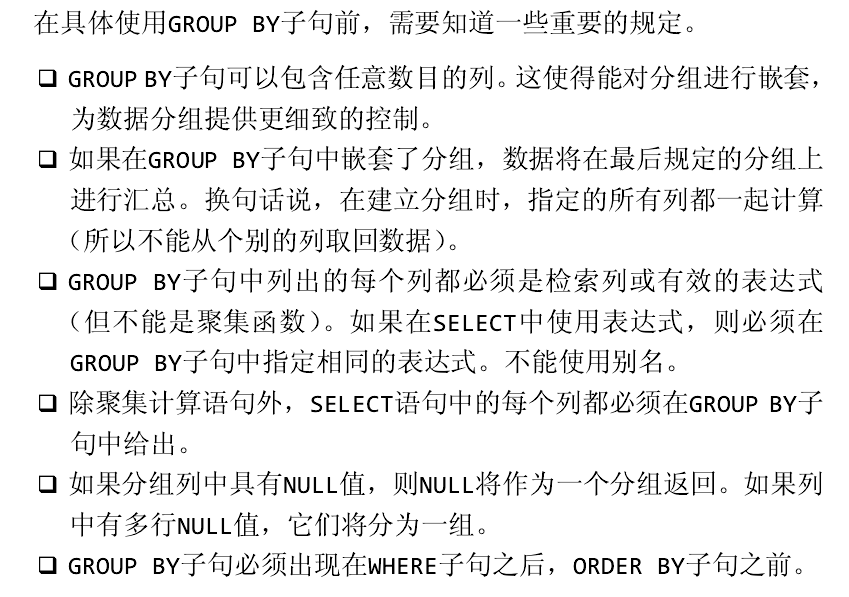 在具体使用GROUP BY子句前，需要知道一些重要的规定。
❑ GROUP BY子句可以包含任意数目的列。这使得能对分组进行嵌套，
为数据分组提供更细致的控制。
❑ 如果在GROUP BY子句中嵌套了分组，数据将在最后规定的分组上
进行汇总。换句话说，在建立分组时，指定的所有列都一起计算
（所以不能从个别的列取回数据）。
❑ GROUP BY子句中列出的每个列都必须是检索列或有效的表达式
（但不能是聚集函数）。如果在SELECT中使用表达式，则必须在
GROUP BY子句中指定相同的表达式。不能使用别名。
❑ 除聚集计算语句外，SELECT语句中的每个列都必须在GROUP BY子
句中给出。
❑ 如果分组列中具有NULL值，则NULL将作为一个分组返回。如果列
中有多行NULL值，它们将分为一组。
❑ GROUP BY子句必须出现在WHERE子句之后，ORDER BY子句之前。